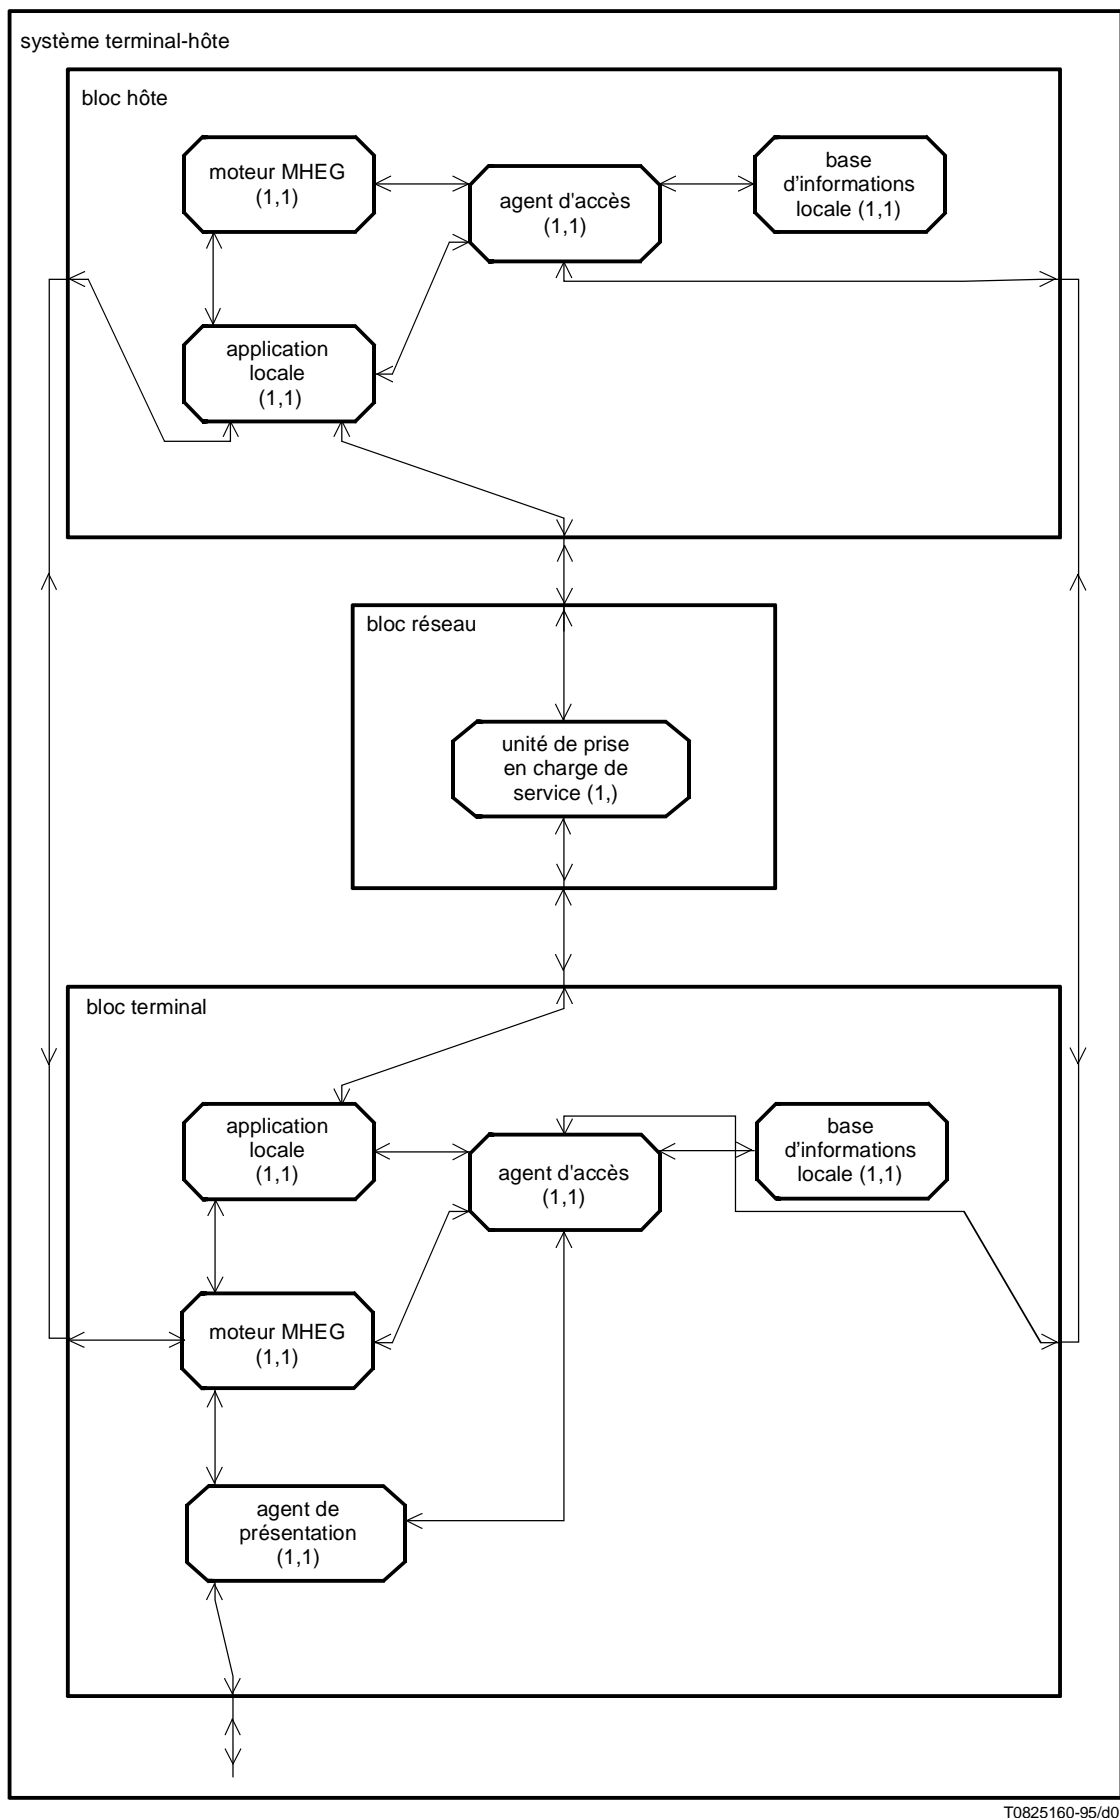 système terminal-hôte
bloc hôte
moteur MHEG
(1,1)
agent d'accès
(1,1)
base
d'informations
locale (1,1)
application
locale
(1,1)
bloc réseau
unité de prise
en charge de
service (1,)
bloc terminal
application
locale
(1,1)
agent d'accès
(1,1)
base
d'informations
locale (1,1)
moteur MHEG
(1,1)
agent de
présentation
(1,1)
T0825160-95/d0